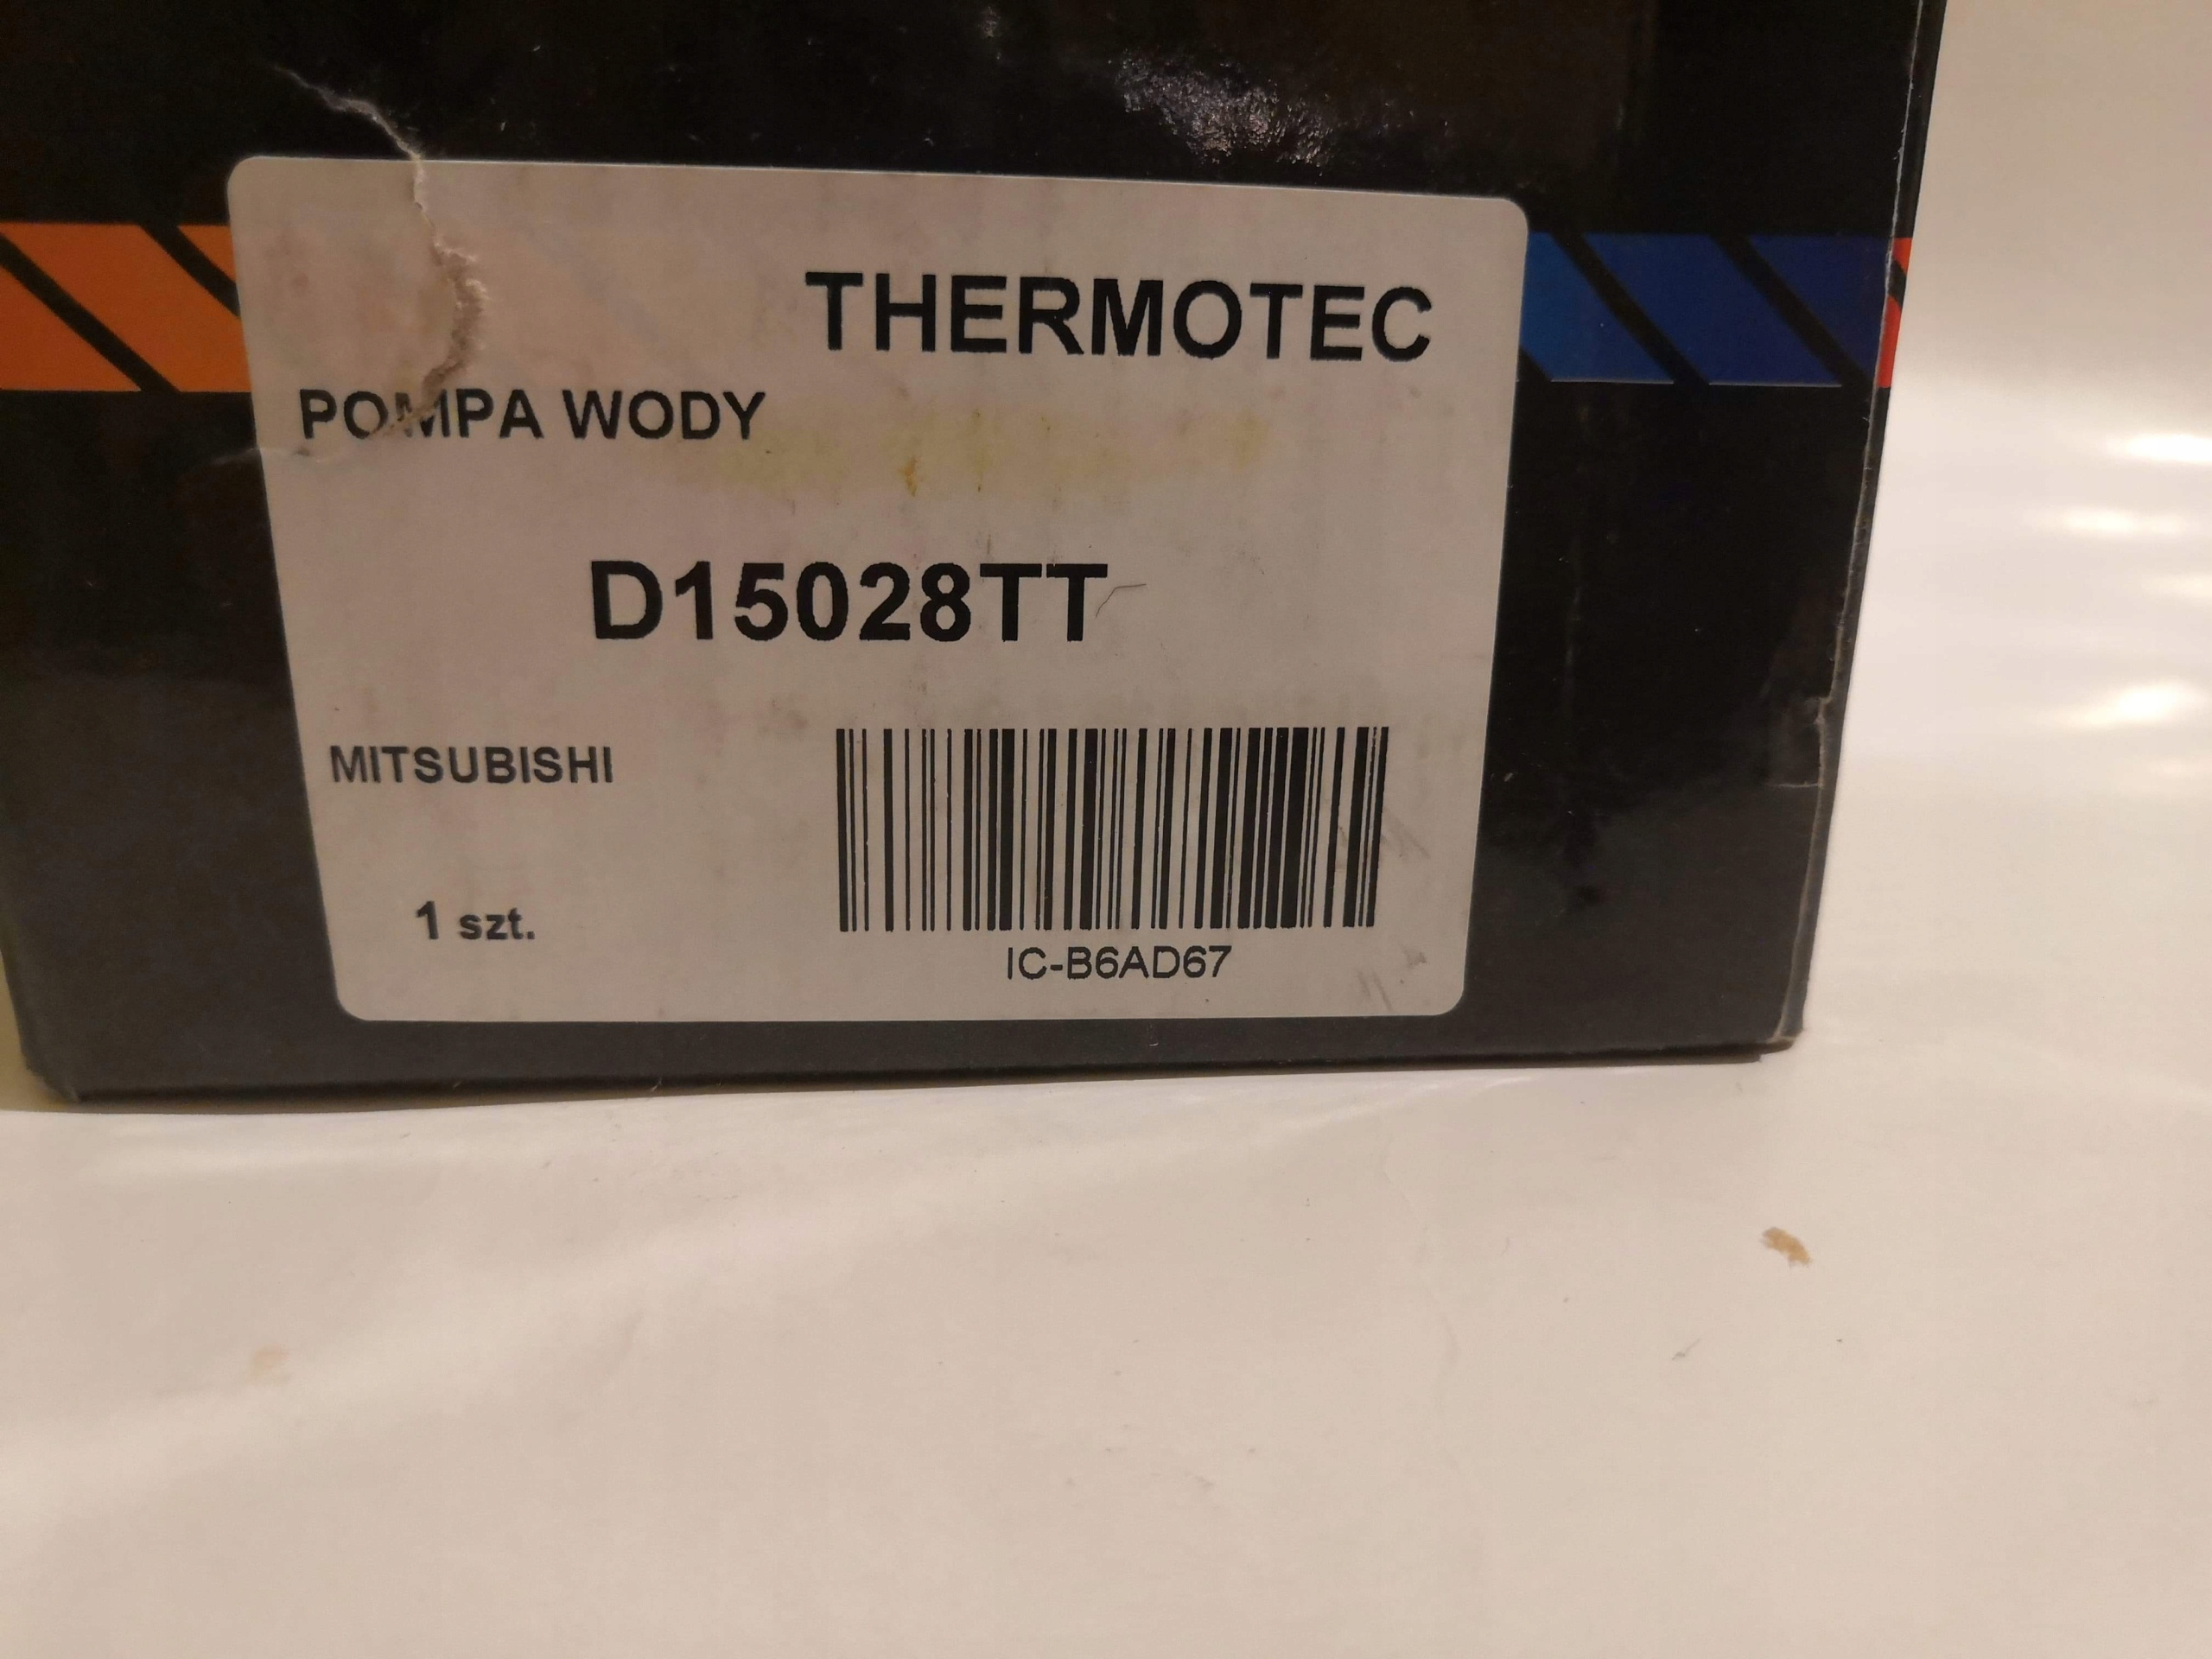 THERMOTEC
POMPA WODY
D15028TT
MITSUBISHI
1 szt.
IC-B6AD67